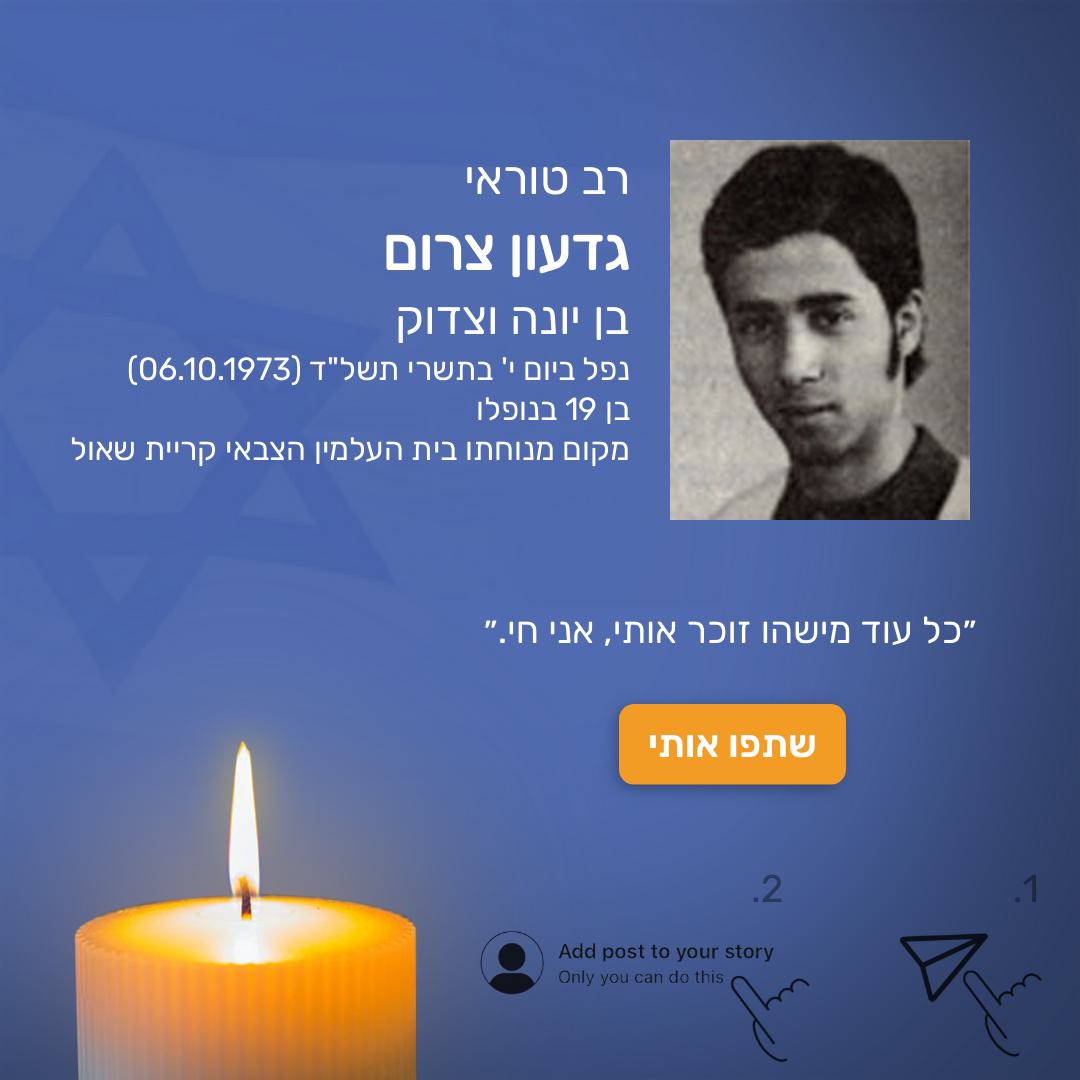 רב טוראי
גדעון צרום
בן יונה וצדוק
נפל ביום י' בתשרי תשל"ד (06.10.1973)
בן 19 בנופלו
מקום מנוחתו בית העלמין הצבאי קריית שאול
״כל עוד מישהו זוכר אותי, אני חי.״
שתפו אותי
1.
2.
Add post to your story
Only you can do this